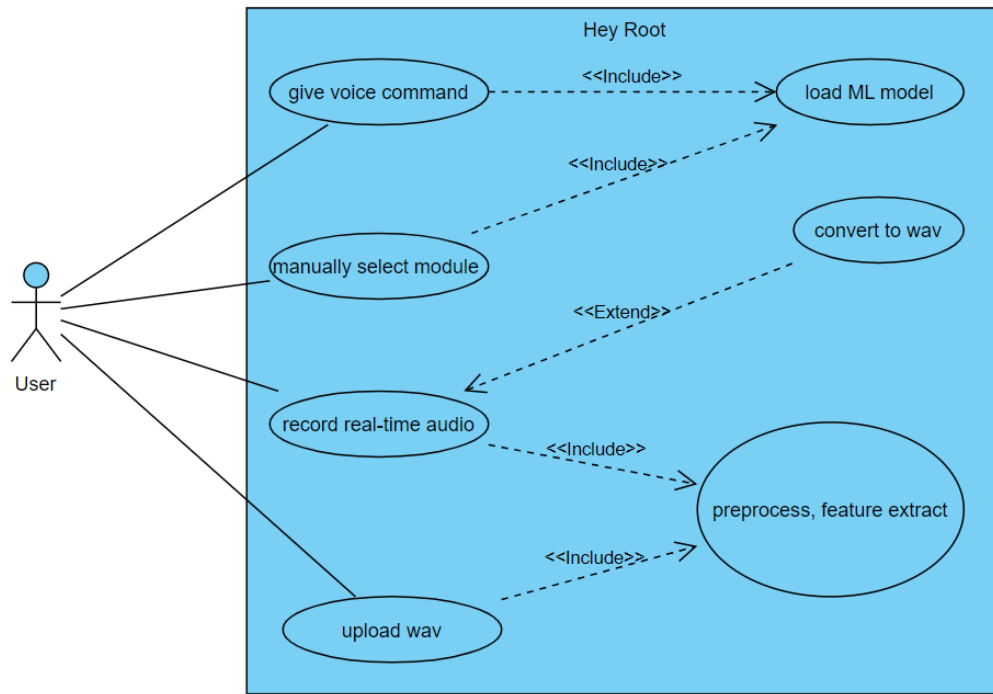 Hey Root
give voice command
<<Include>>
load ML model
<<Include>>
convert to wav
manually select module
<<Extend>>
User
record real-time audio
<<Include>>
preprocess, feature extract
<<Include>>
upload wav